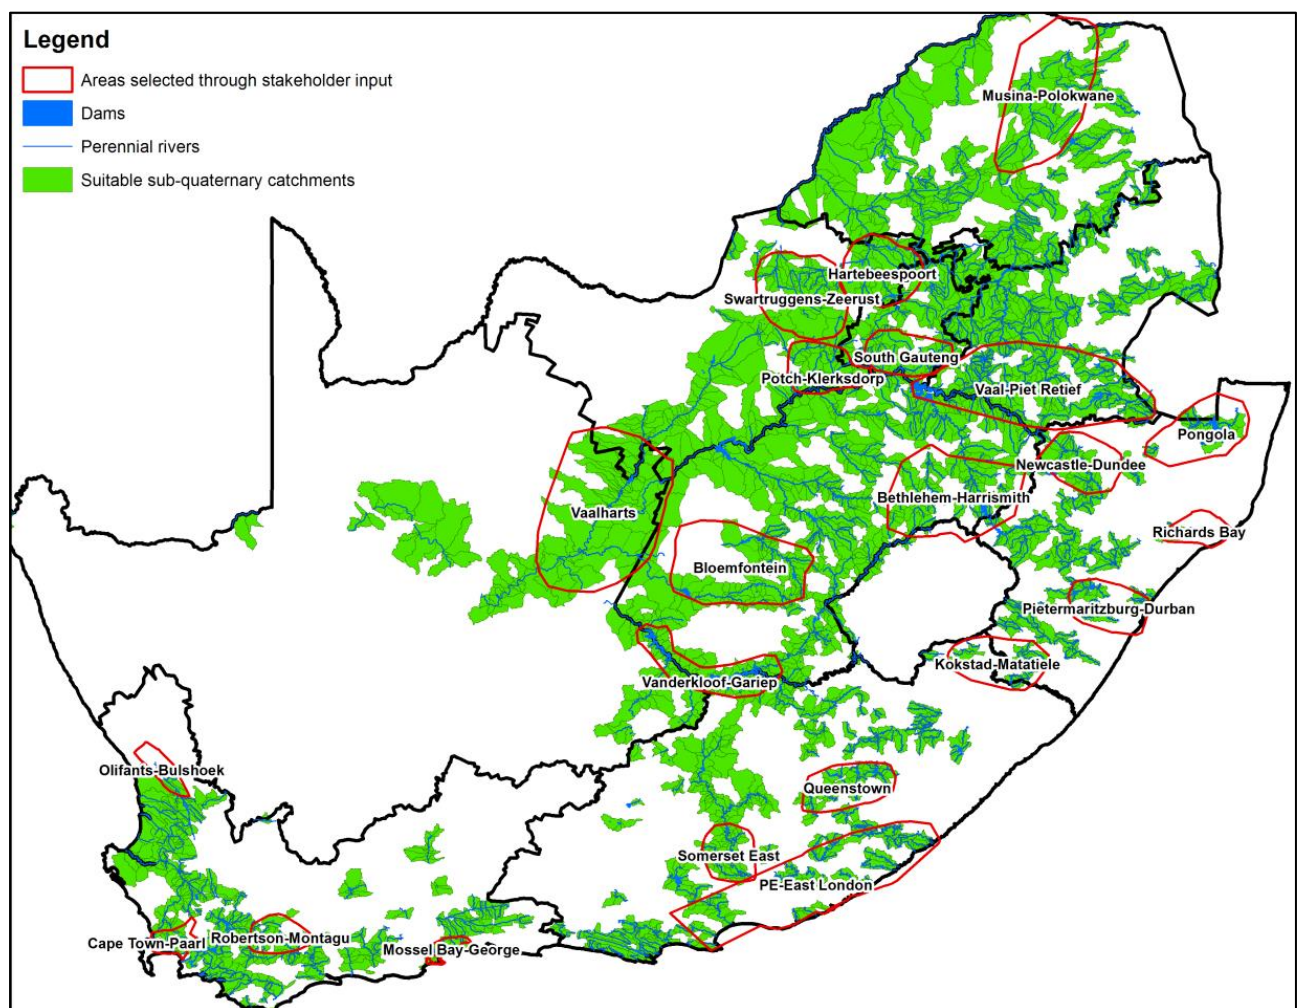 Legend
Areas selected through stakeholder input
Dams
Perennial rivers
Suitable sub-quaternary catchments
Musina-Polokwane
Hartebeespoort
Swartruggens-Zeerust
South Gauteng
Potch-Klerksdorp
Vaal-Piet Retief
Pongola
Newcastle-Dundee
Bethlehem-Harrismith
Vaalharts
Richards Bay
Bloemfontein
Pietermaritzburg-Durban
Kokstad-Matatiele
Vanderkloof-Gariep
Olifants-Bulshoek
Queenstown
Somerset East
PE-East London
Cape Town-Paarl
Robertson-Montagu
Mossel Bay-George